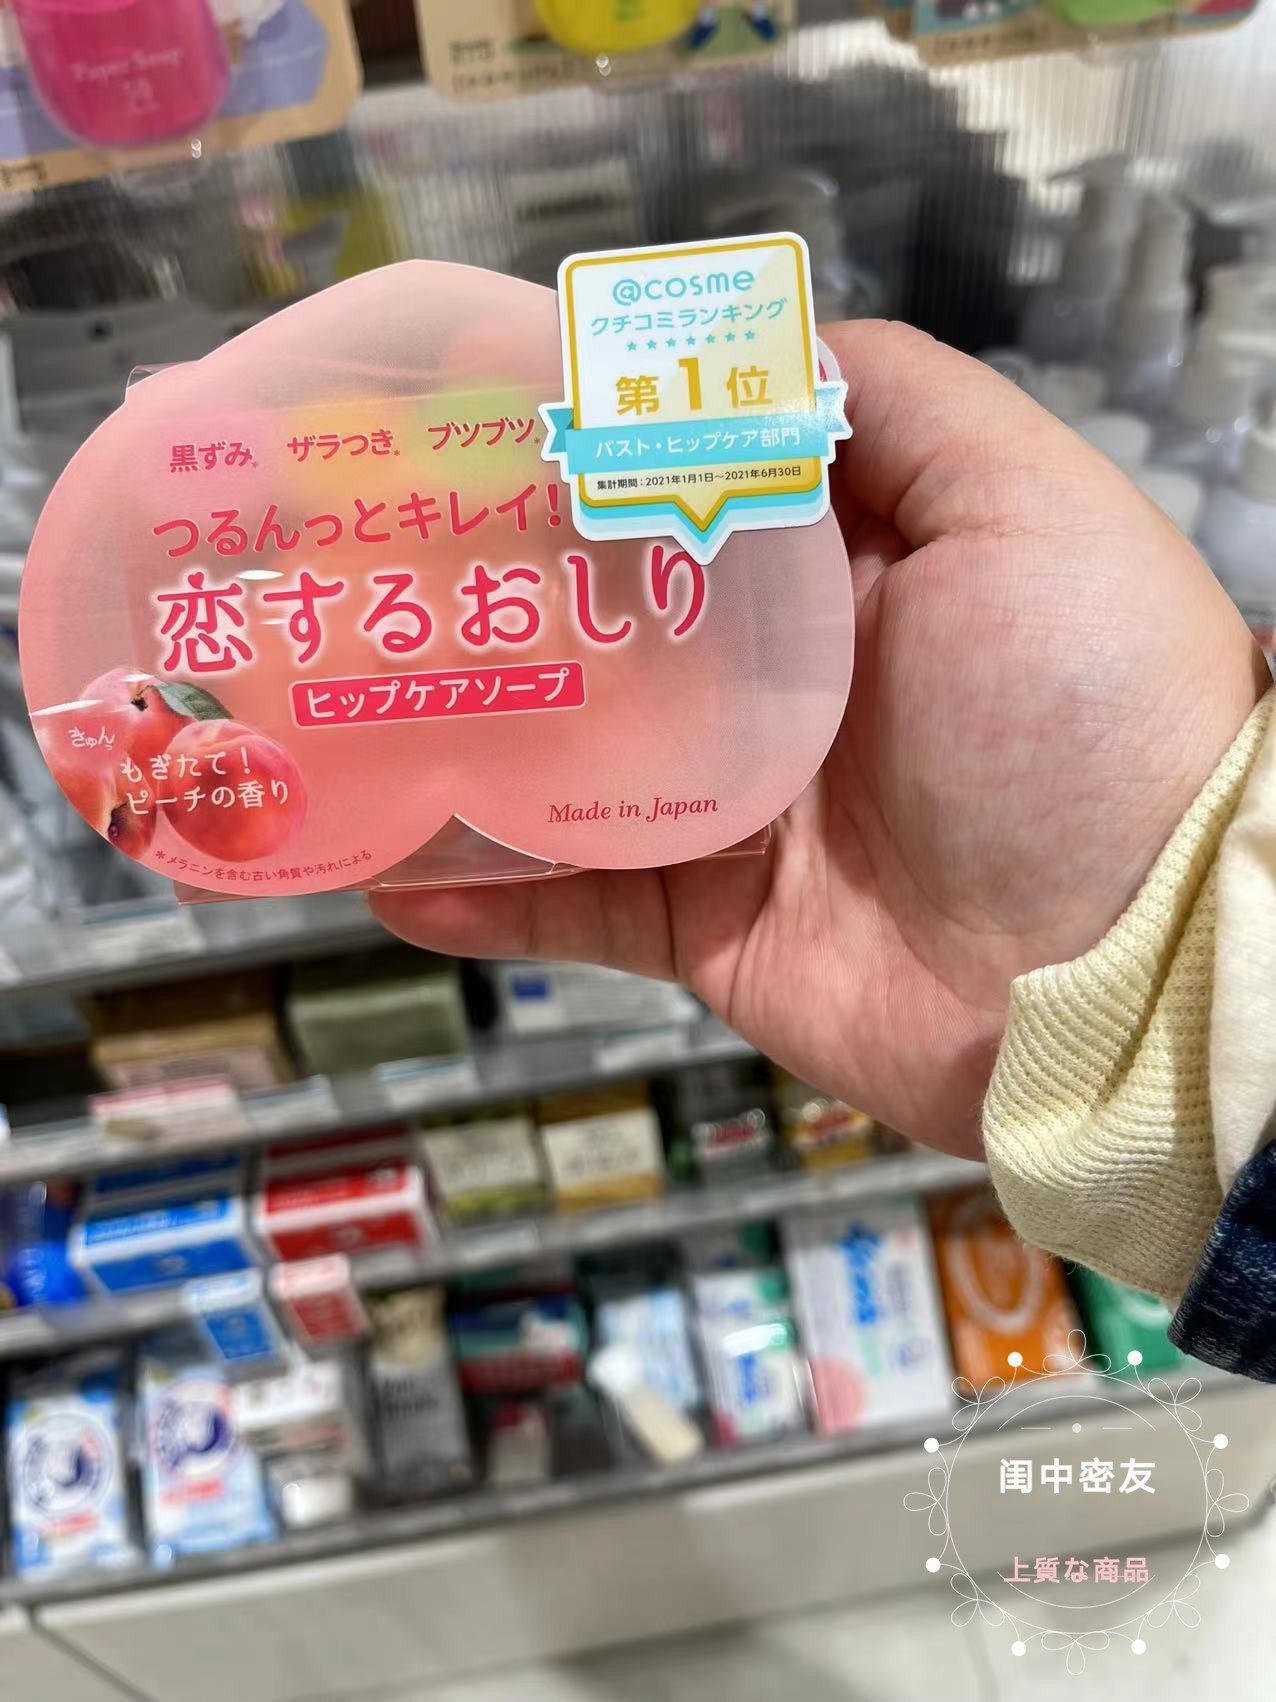 Paper Soap
50
@cosme
クチコミランキング
第1位
バスト・ヒップケア部門
集計期間：2021年1月1日～2021年6月30日
黒ずみ* ザラつき* ブツブツ*
つるんっとキレイ!
恋するおしり
ヒップケアソープ
きゅんっ
もぎたて！
ピーチの香り
Made in Japan
*メラニンを含む古い角質や汚れによる
闺中密友
上質な商品